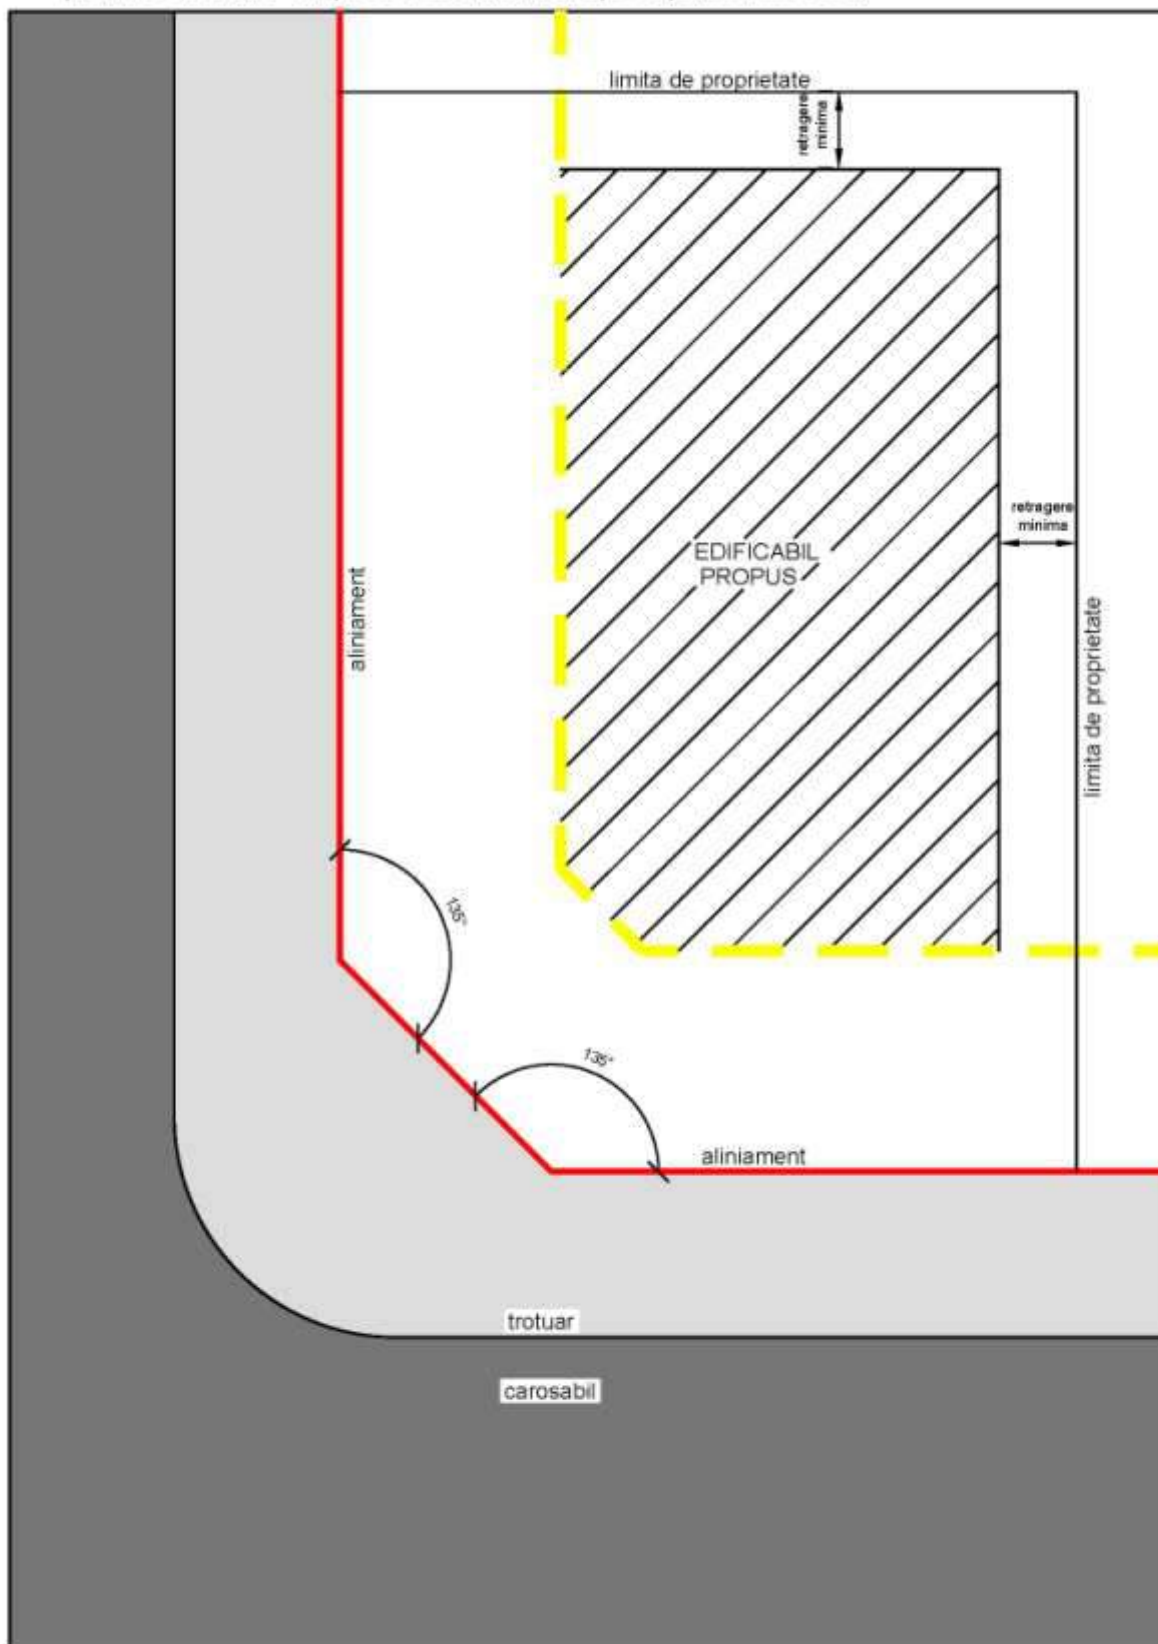 limita de proprietate
retragere
minima
retragere
minima
EDIFICABIL
PROPUS
aliniament
limita de proprietate
135°
135°
aliniament
trotuar
carosabil